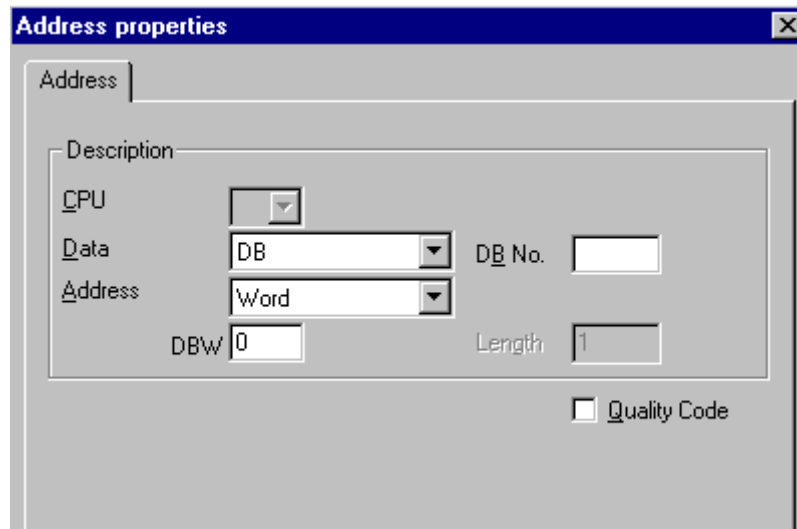 Address properties
Address
Description
CPU
Data DB DB No.
Address Word
DBW 0 Length 1
Quality Code